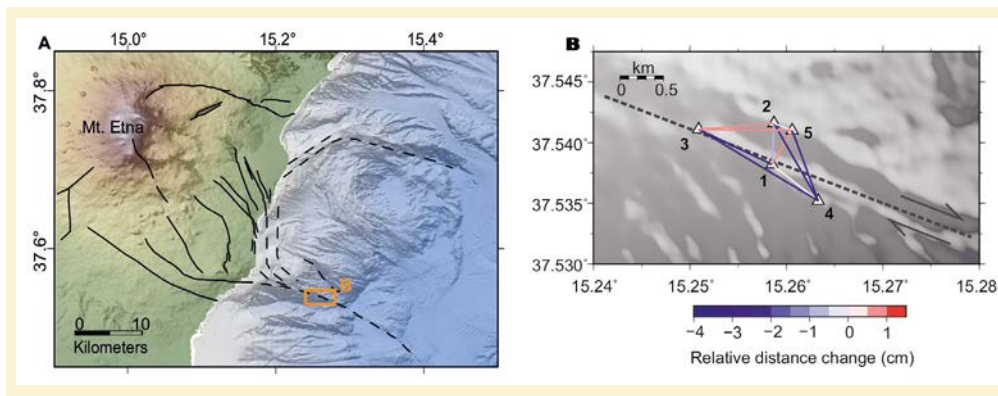 A
15.0°
15.2°
15.4°
37.8°
37.6°
Mt. Etna
B
0 10
Kilometers
B
km
0 0.5
37.545
37.540
37.535
37.530
2
5
3
1
4
15.24
15.25
15.26
15.27
15.28
−4 −3 −2 −1 0 1
Relative distance change (cm)